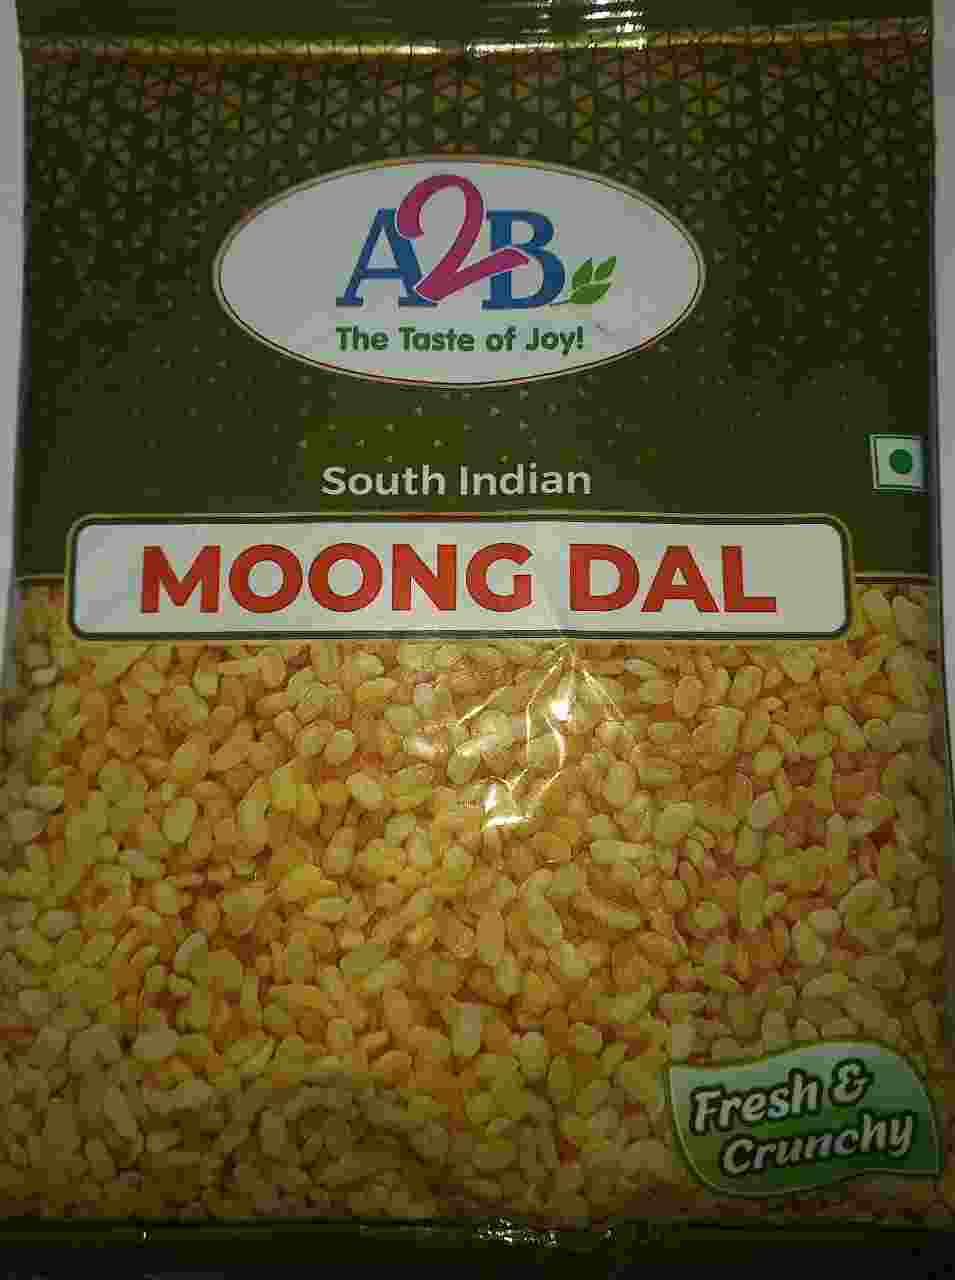 A2B
The Taste of Joy!
South Indian
MOONG DAL
Fresh &
Crunchy